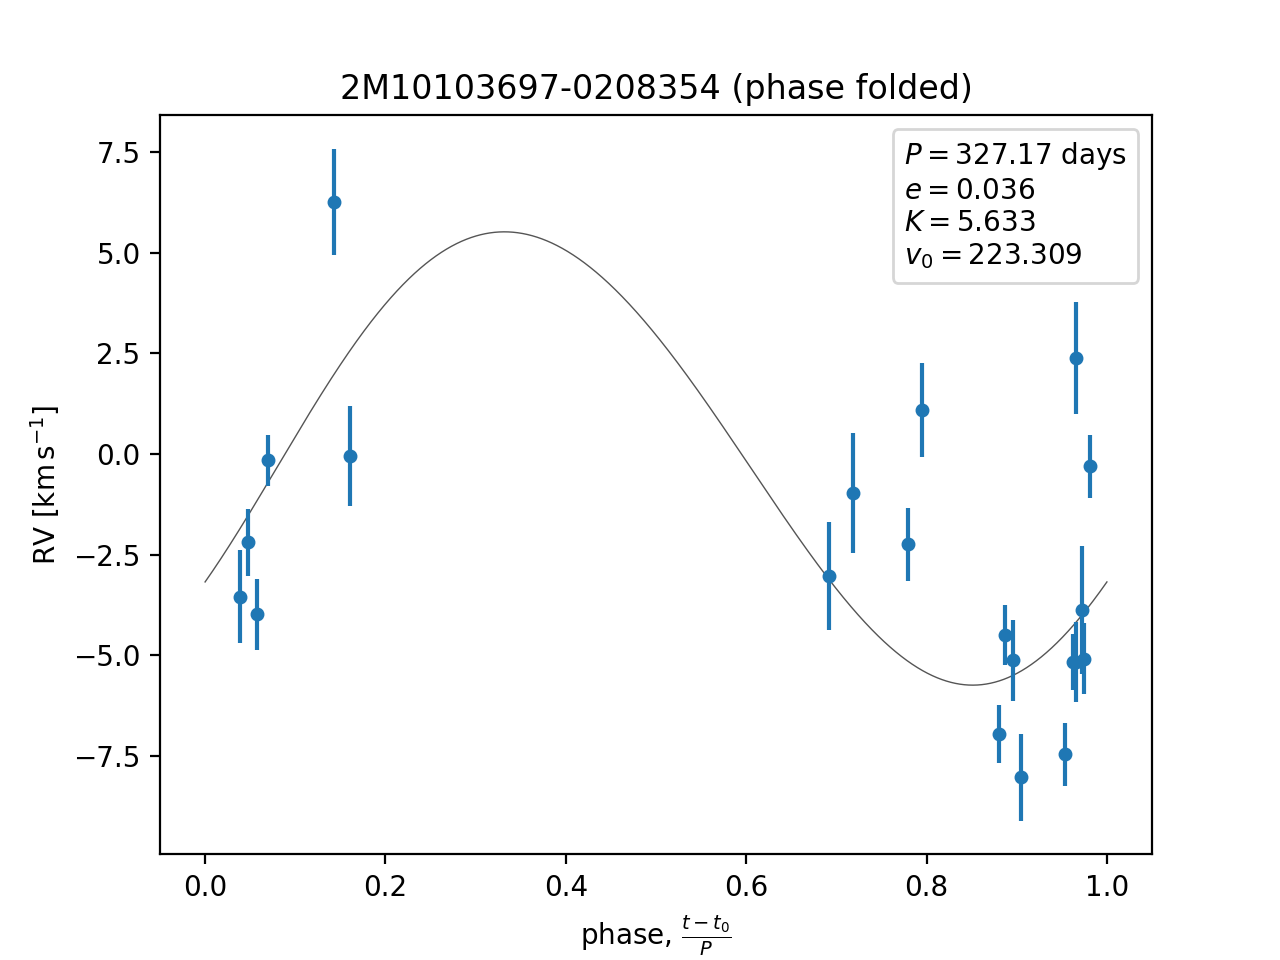 2M10103697-0208354 (phase folded)
P = 327.17 days
e = 0.036
K = 5.633
v₀ = 223.309
7.5
5.0
2.5
0.0
−2.5
−5.0
−7.5
RV [km s⁻¹]
0.0 0.2 0.4 0.6 0.8 1.0
phase, (t − t₀)/P